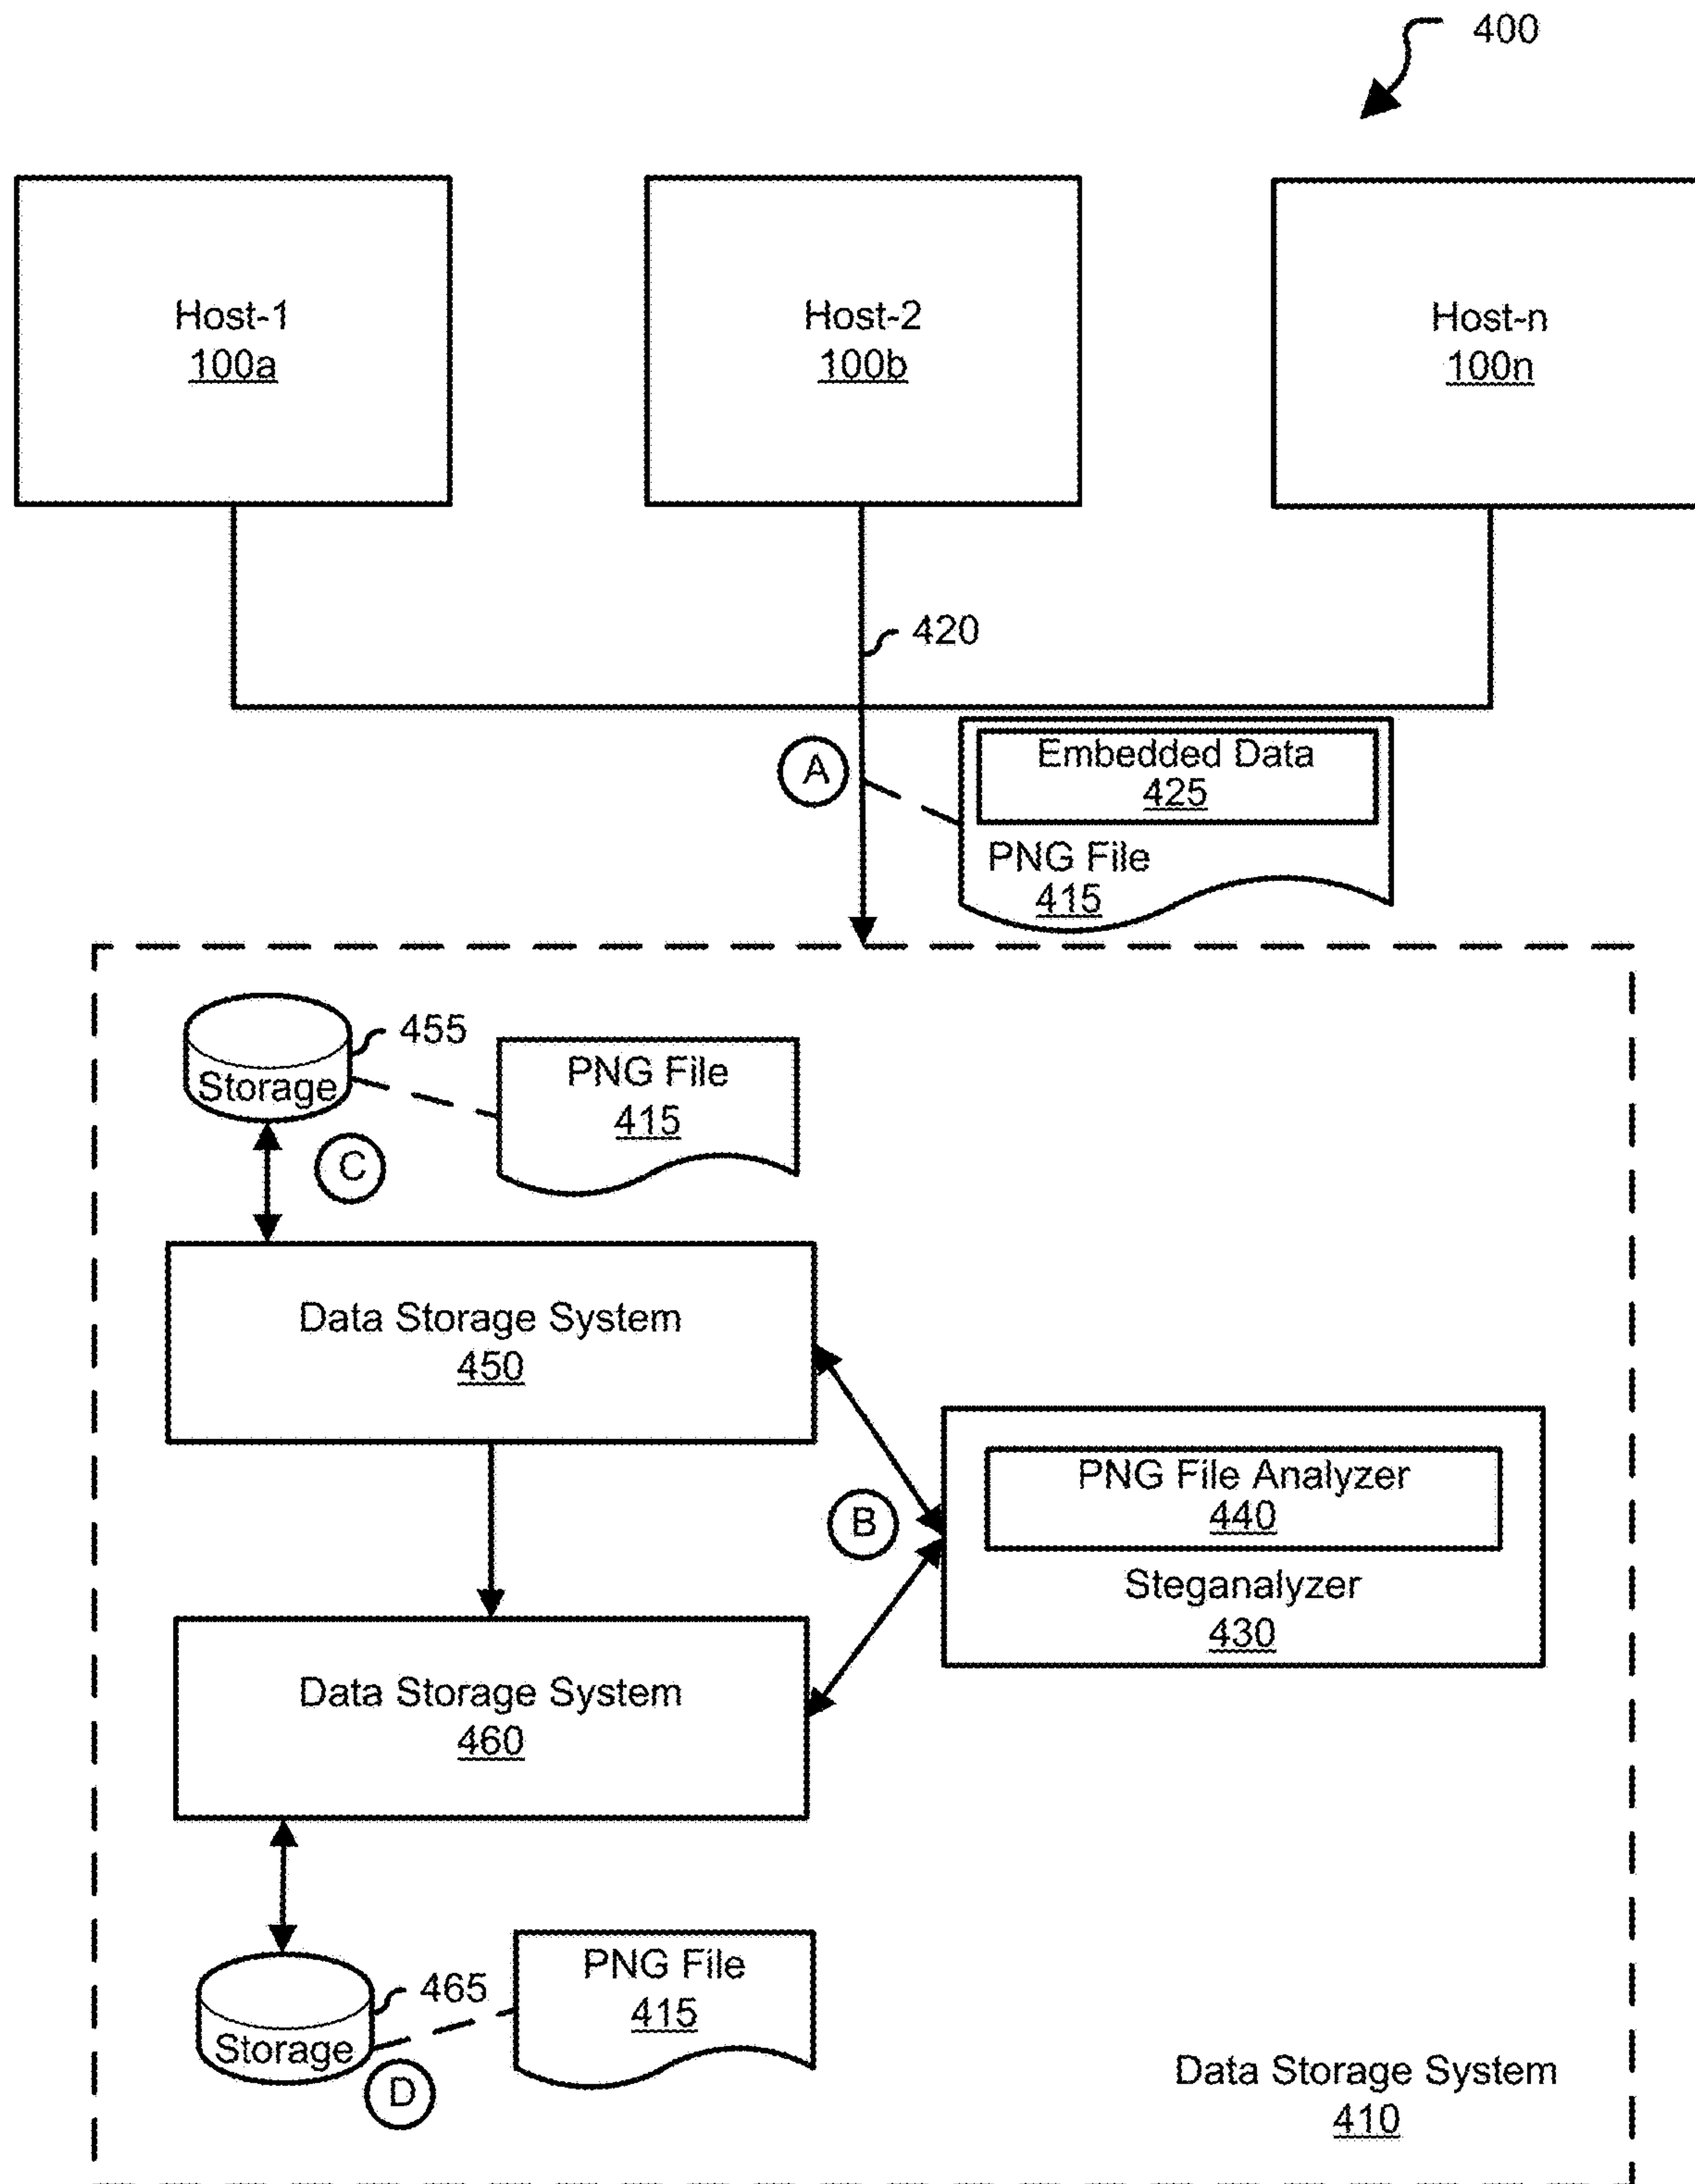 400
Host-1
100a
Host-2
100b
Host-n
100n
420
A
Embedded Data
425
PNG File
415
455
Storage
PNG File
415
C
Data Storage System
450
PNG File Analyzer
440
B
Steganalyzer
430
Data Storage System
460
465
Storage
PNG File
415
D
Data Storage System
410